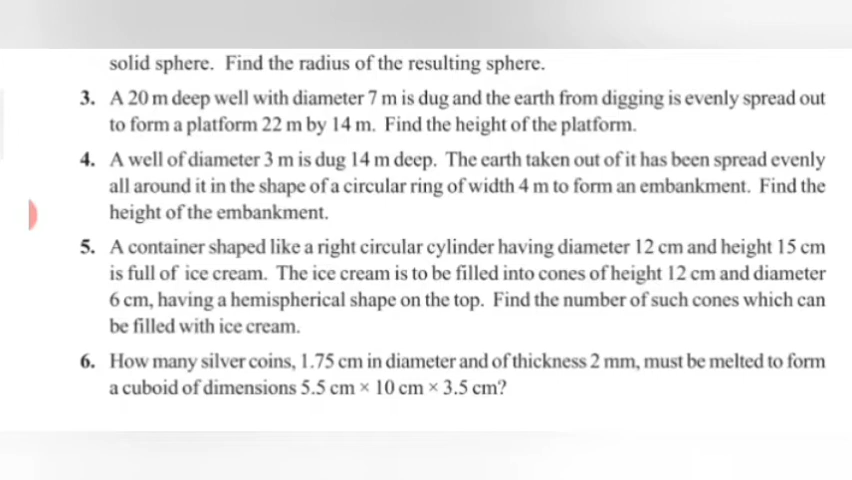 solid sphere. Find the radius of the resulting sphere.
3. A 20 m deep well with diameter 7 m is dug and the earth from digging is evenly spread out
to form a platform 22 m by 14 m. Find the height of the platform.
4. A well of diameter 3 m is dug 14 m deep. The earth taken out of it has been spread evenly
all around it in the shape of a circular ring of width 4 m to form an embankment. Find the
height of the embankment.
5. A container shaped like a right circular cylinder having diameter 12 cm and height 15 cm
is full of ice cream. The ice cream is to be filled into cones of height 12 cm and diameter
6 cm, having a hemispherical shape on the top. Find the number of such cones which can
be filled with ice cream.
6. How many silver coins, 1.75 cm in diameter and of thickness 2 mm, must be melted to form
a cuboid of dimensions 5.5 cm × 10 cm × 3.5 cm?